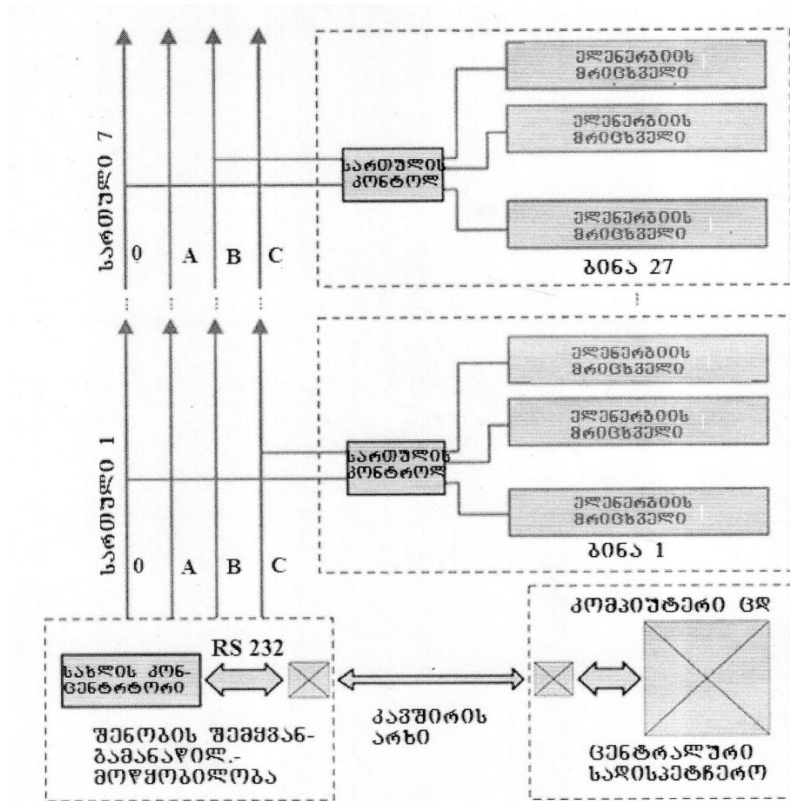 ელენერგიის
მრიცხველი
ელენერგიის
მრიცხველი
სართულის
კონტროლ
ელენერგიის
მრიცხველი
ბინა 27
სართული 7
0 A B C
ელენერგიის
მრიცხველი
ელენერგიის
მრიცხველი
სართულის
კონტროლ
ელენერგიის
მრიცხველი
ბინა 1
სართული 1
0 A B C
RS 232
სახლის კონ-
ცენტრტორი
შენობის შემყვან-
გამანაწილ.-
მოწყობილობა
კავშირის
არხი
კომპიუტერი ცდ
ცენტრალური
სადისპეტჩერო